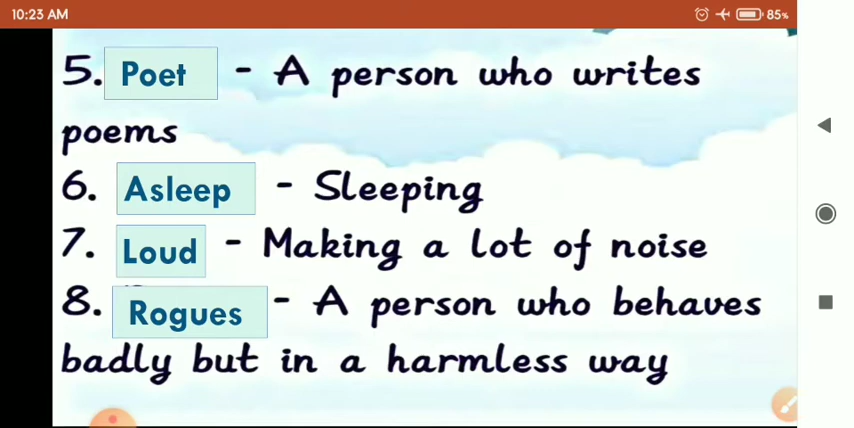 10:23 AM 85%
5. Poet - A person who writes
poems
6. Asleep - Sleeping
7. Loud - Making a lot of noise
8. Rogues - A person who behaves
badly but in a harmless way